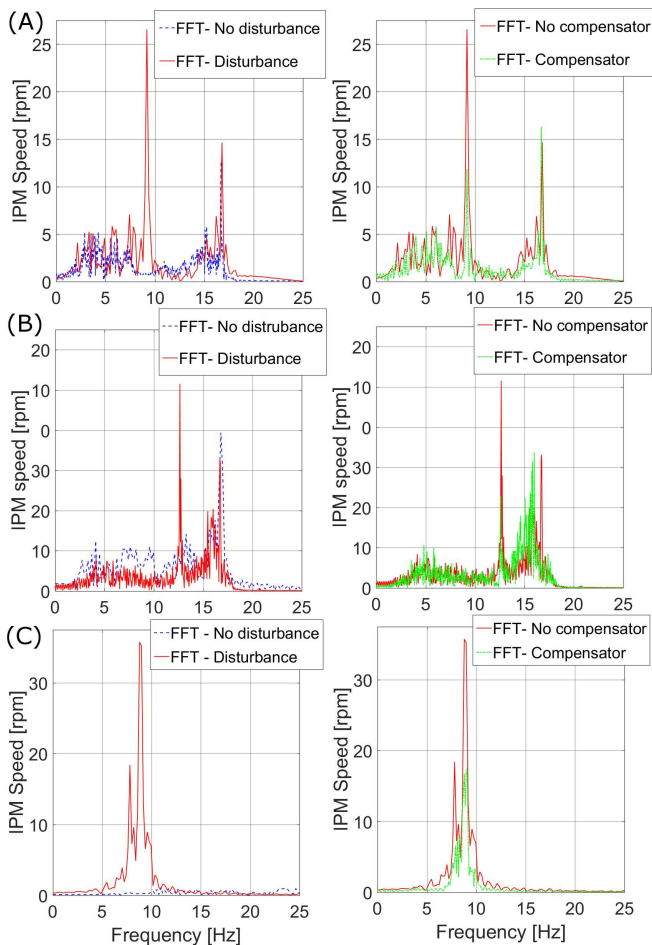 (A)
FFT- No disturbance
FFT- Disturbance
IPM Speed [rpm]
25
20
15
10
5
0
0 5 10 15 20 25
FFT- No compensator
FFT- Compensator
IPM Speed [rpm]
25
20
15
10
5
0
0 5 10 15 20 25
(B)
FFT- No distrubance
FFT- Disturbance
IPM speed [rpm]
20
10
0
30
20
10
0
0 5 10 15 20 25
FFT- No compensator
FFT- Compensator
IPM speed [rpm]
20
10
0
30
20
10
0
0 5 10 15 20 25
(C)
FFT - No disturbance
FFT - Disturbance
IPM Speed [rpm]
30
20
10
0
0 5 10 15 20 25
Frequency [Hz]
FFT- No compensator
FFT- Compensator
IPM Speed [rpm]
30
20
10
0
0 5 10 15 20 25
Frequency [Hz]